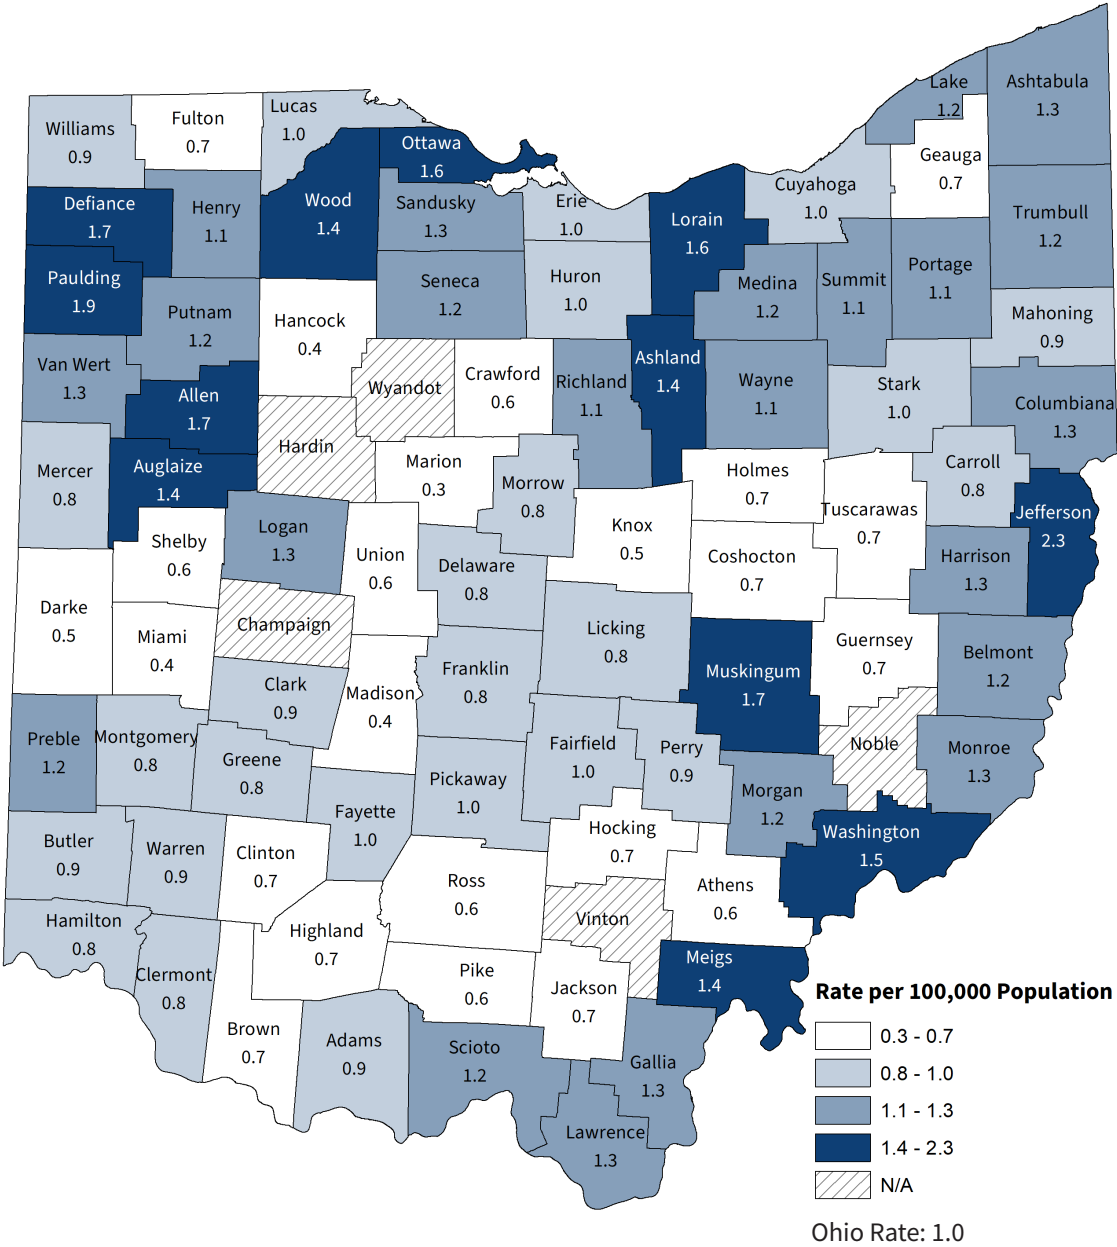 Williams
0.9
Fulton
0.7
Lucas
1.0
Ottawa
1.6
Lake
1.2
Ashtabula
1.3
Geauga
0.7
Cuyahoga
1.0
Defiance
1.7
Henry
1.1
Wood
1.4
Sandusky
1.3
Erie
1.0
Lorain
1.6
Trumbull
1.2
Paulding
1.9
Putnam
1.2
Hancock
0.4
Seneca
1.2
Huron
1.0
Medina
1.2
Summit
1.1
Portage
1.1
Mahoning
0.9
Van Wert
1.3
Allen
1.7
Wyandot
Crawford
0.6
Richland
1.1
Ashland
1.4
Wayne
1.1
Stark
1.0
Columbiana
1.3
Mercer
0.8
Auglaize
1.4
Hardin
Marion
0.3
Morrow
0.8
Holmes
0.7
Tuscarawas
0.7
Carroll
0.8
Jefferson
2.3
Shelby
0.6
Logan
1.3
Union
0.6
Delaware
0.8
Knox
0.5
Coshocton
0.7
Harrison
1.3
Darke
0.5
Miami
0.4
Champaign
Licking
0.8
Muskingum
1.7
Guernsey
0.7
Belmont
1.2
Clark
0.9
Madison
0.4
Franklin
0.8
Preble
1.2
Montgomery
0.8
Greene
0.8
Fayette
1.0
Pickaway
1.0
Fairfield
1.0
Perry
0.9
Morgan
1.2
Noble
Monroe
1.3
Butler
0.9
Warren
0.9
Clinton
0.7
Ross
0.6
Hocking
0.7
Athens
0.6
Washington
1.5
Hamilton
0.8
Clermont
0.8
Highland
0.7
Vinton
Pike
0.6
Jackson
0.7
Meigs
1.4
Brown
0.7
Adams
0.9
Scioto
1.2
Gallia
1.3
Lawrence
1.3
Rate per 100,000 Population
0.3 - 0.7
0.8 - 1.0
1.1 - 1.3
1.4 - 2.3
N/A
Ohio Rate: 1.0